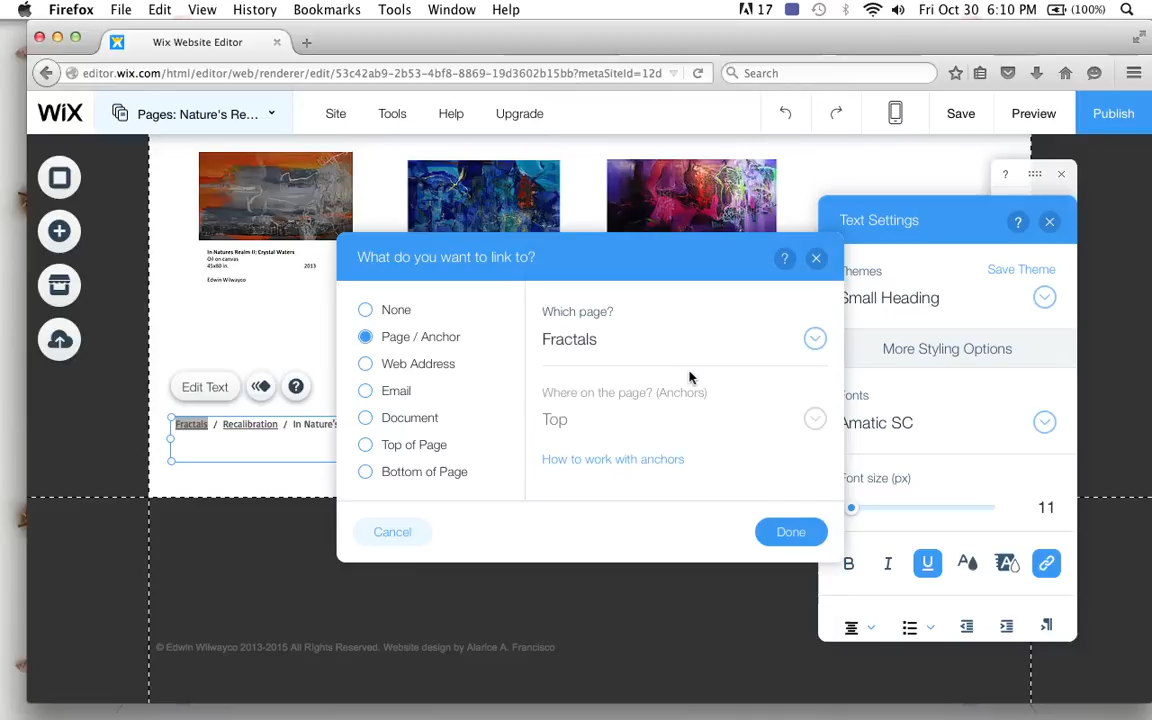 Firefox File Edit View History Bookmarks Tools Window Help 17 (100%) Fri Oct 30 6:10 PM
Wix Website Editor
editor.wix.com/html/editor/web/renderer/edit/53c42ab9-2b53-4bf8-8869-19d3602b15bb?metaSiteId=12d Search
WiX Pages: Nature's Re... Site Tools Help Upgrade Save Preview Publish
In Natures Realm II: Crystal Waters
Oil on canvas
45x60 in. 2013
Edwin Wilwayco
Edit Text
Fractals / Recalibration / In Nature's
What do you want to link to?
None
Page / Anchor
Web Address
Email
Document
Top of Page
Bottom of Page
Which page?
Fractals
Where on the page? (Anchors)
Top
How to work with anchors
Cancel Done
Text Settings
Themes Save Theme
Small Heading
More Styling Options
Fonts
Amatic SC
Font size (px)
11
B I U
© Edwin Wilwayco 2013-2015 All Rights Reserved. Website design by Alarice A. Francisco